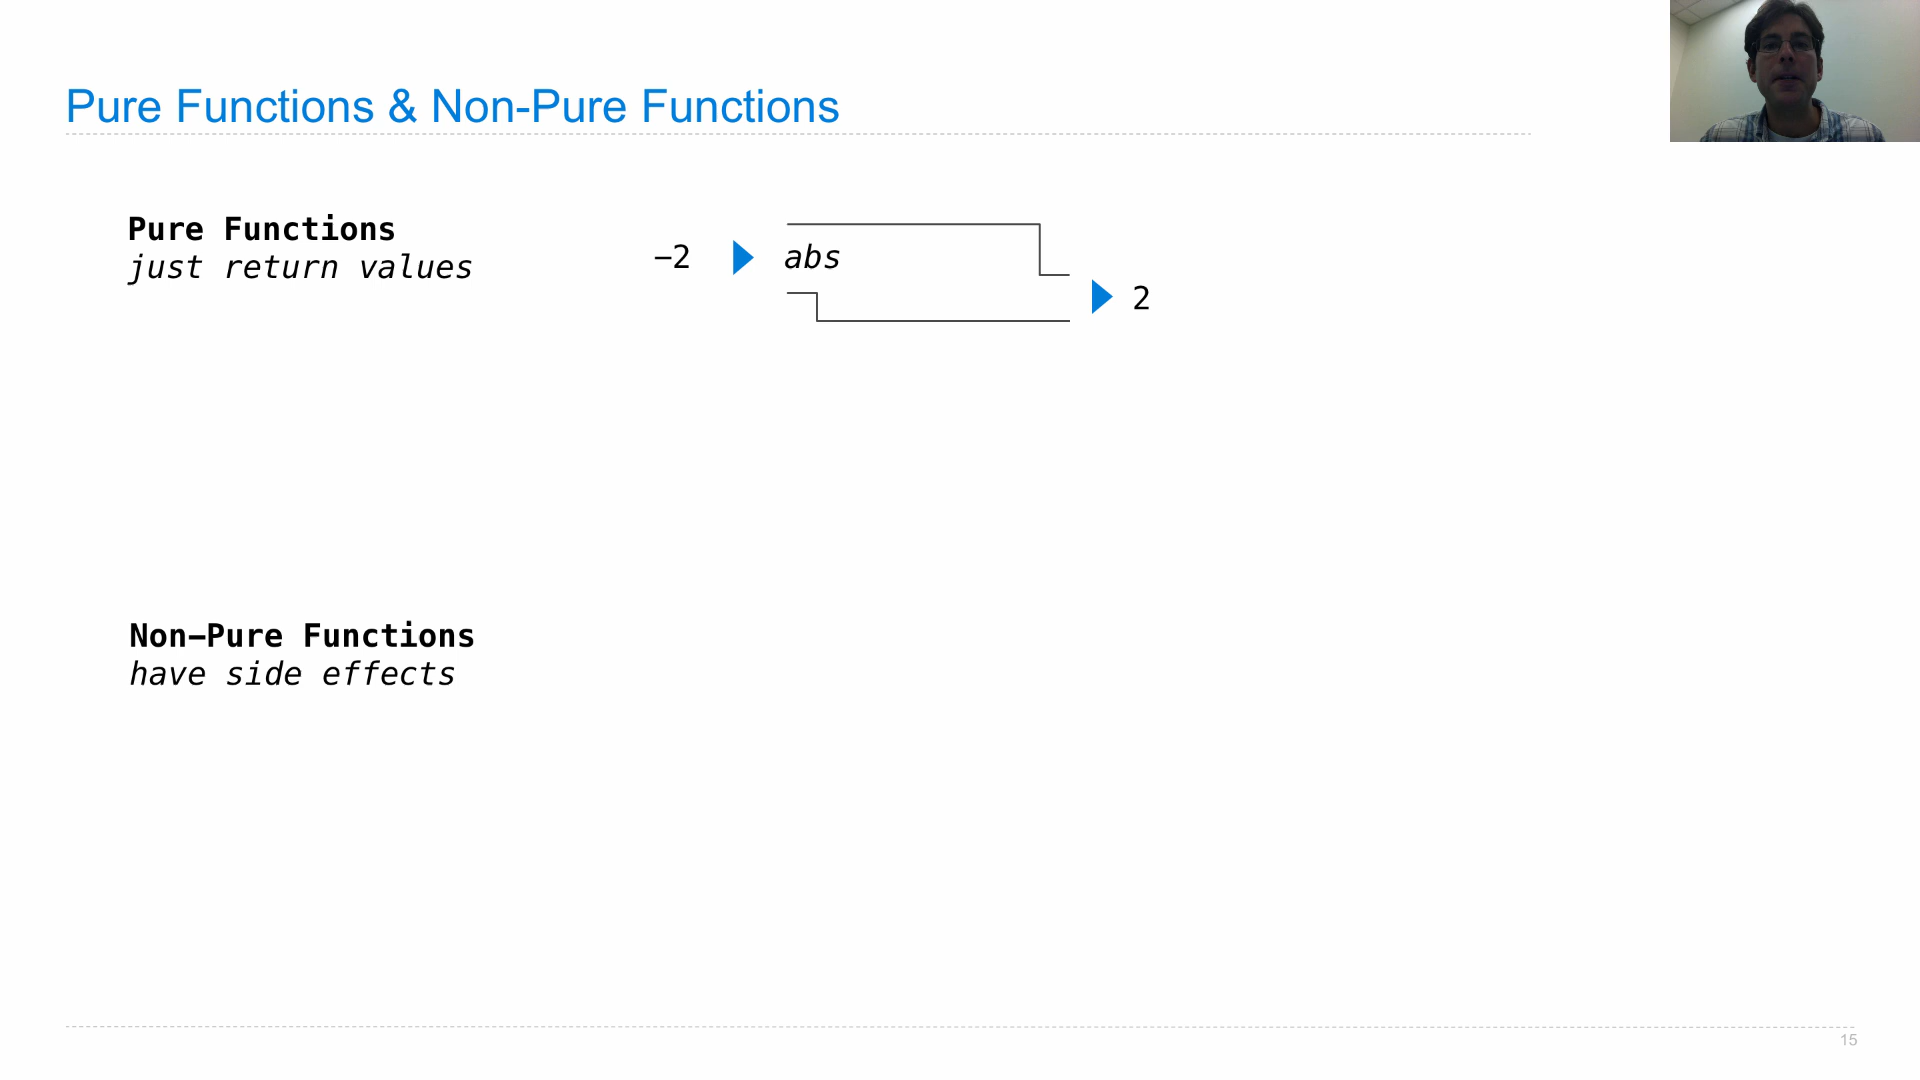 Pure Functions & Non-Pure Functions
Pure Functions
just return values
-2
abs
2
Non-Pure Functions
have side effects
15